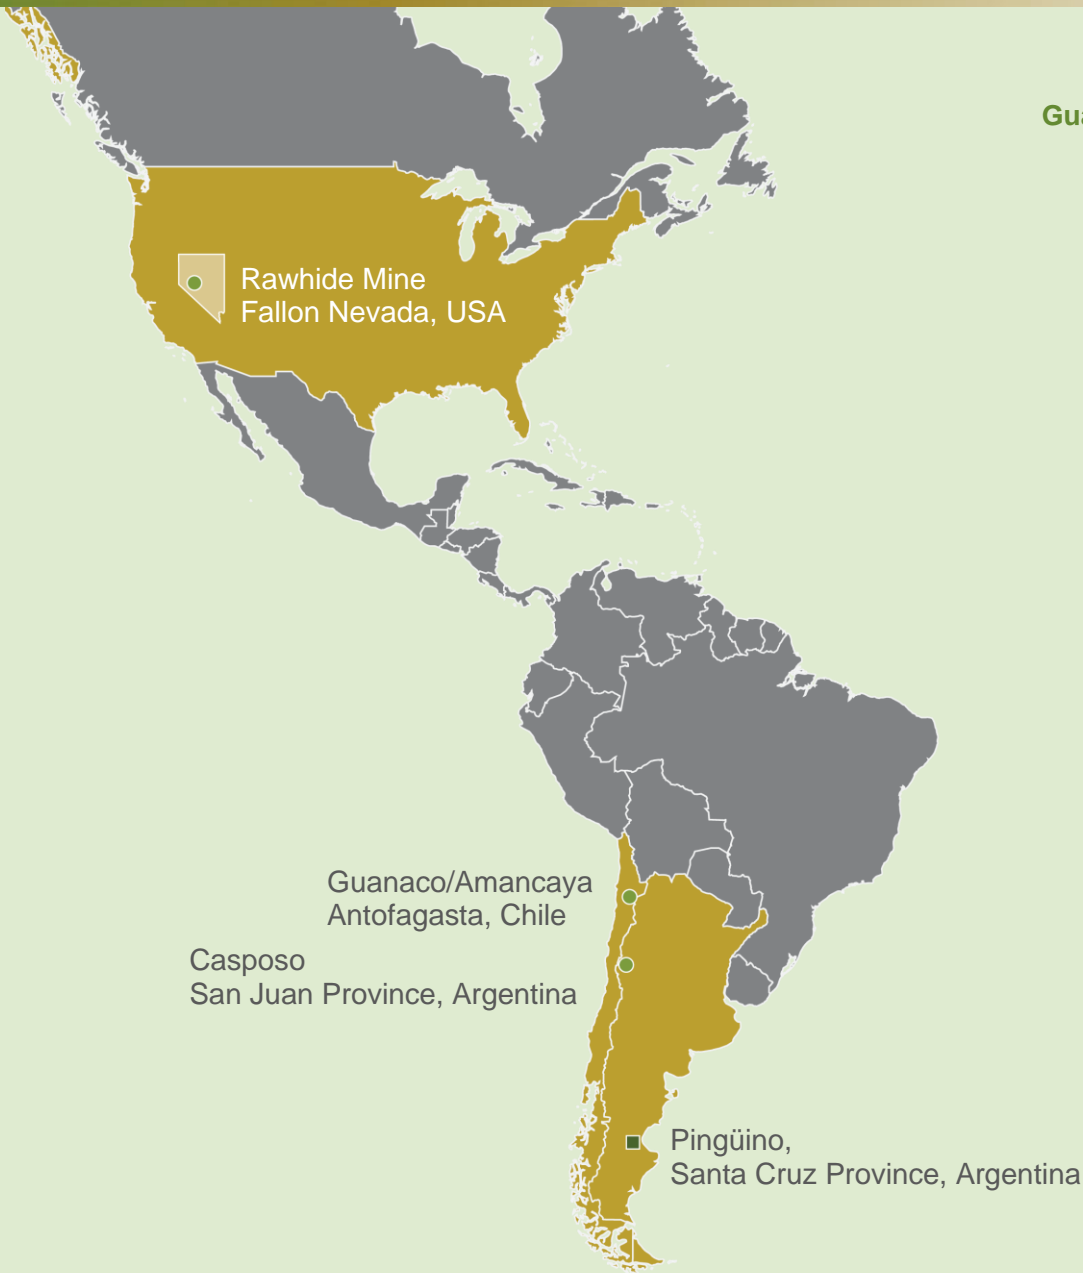 Rawhide Mine
Fallon Nevada, USA
Guanaco/Amancaya
Antofagasta, Chile
Casposo
San Juan Province, Argentina
Pingüino,
Santa Cruz Province, Argentina